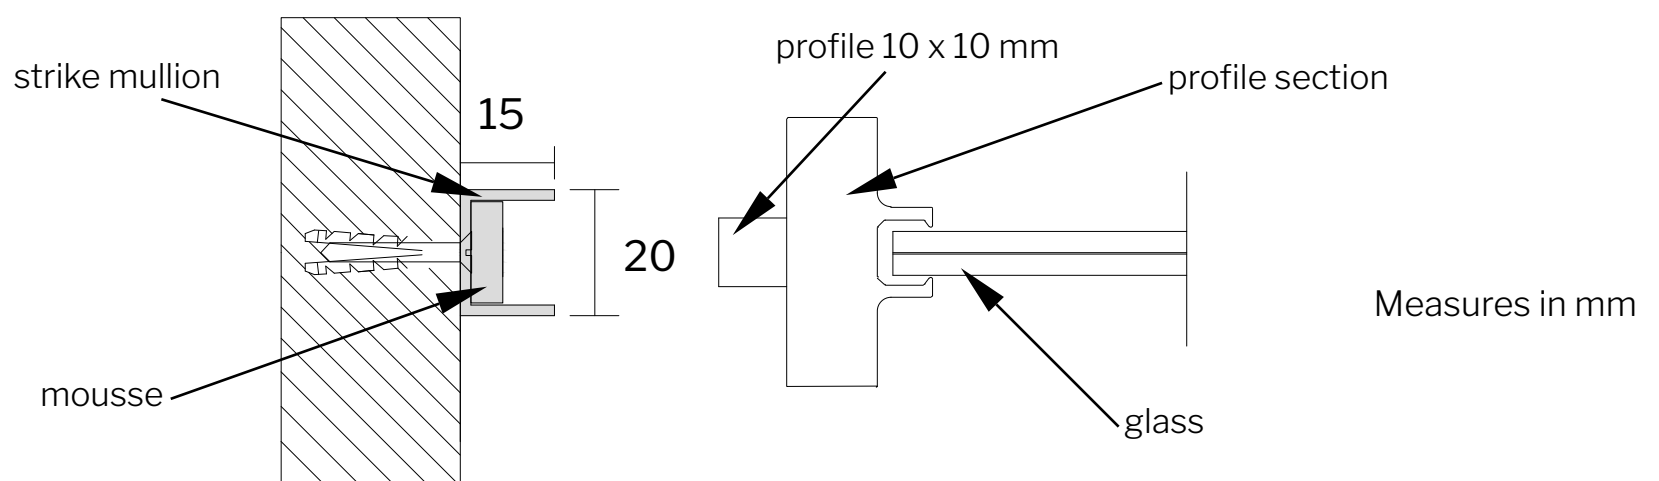 profile 10 x 10 mm
strike mullion
profile section
15
20
Measures in mm
mousse
glass